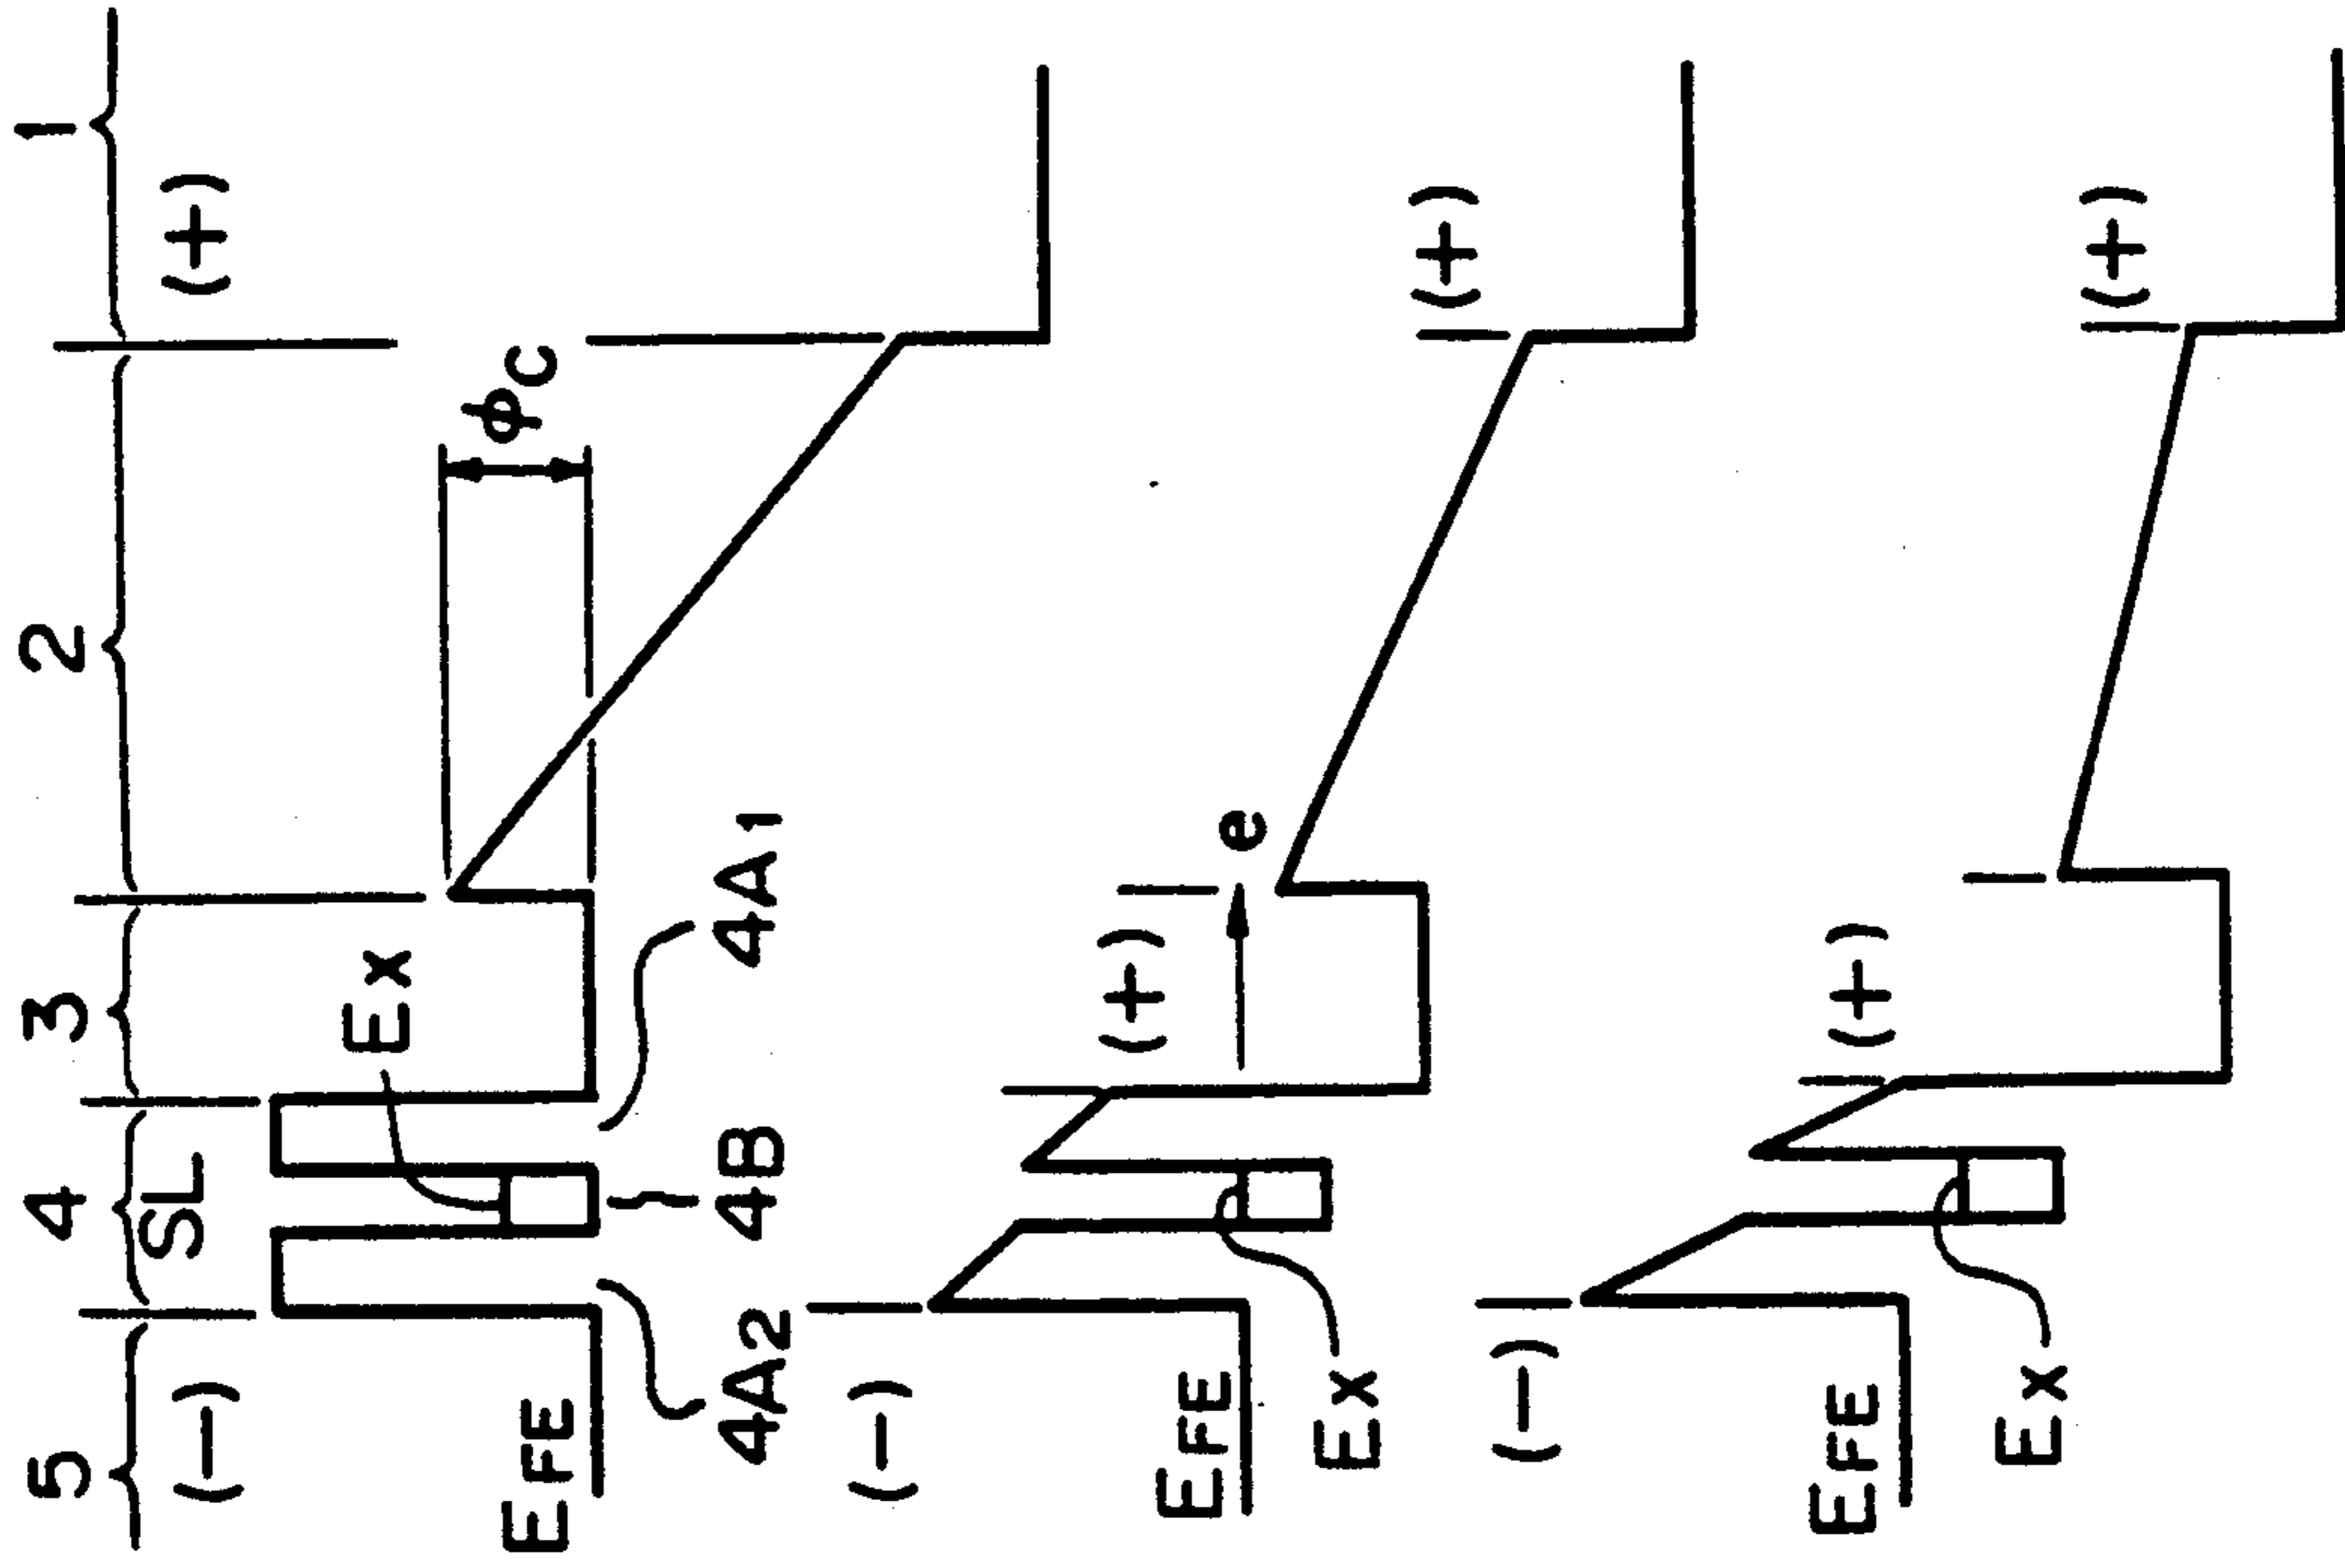 5 4 3 2 1
(−) SL (+)
Ex
φC
EFE
4A2 4B 4A1
(−) (+) (+)
EFE e
Ex
(−) (+) (+)
EFE
Ex